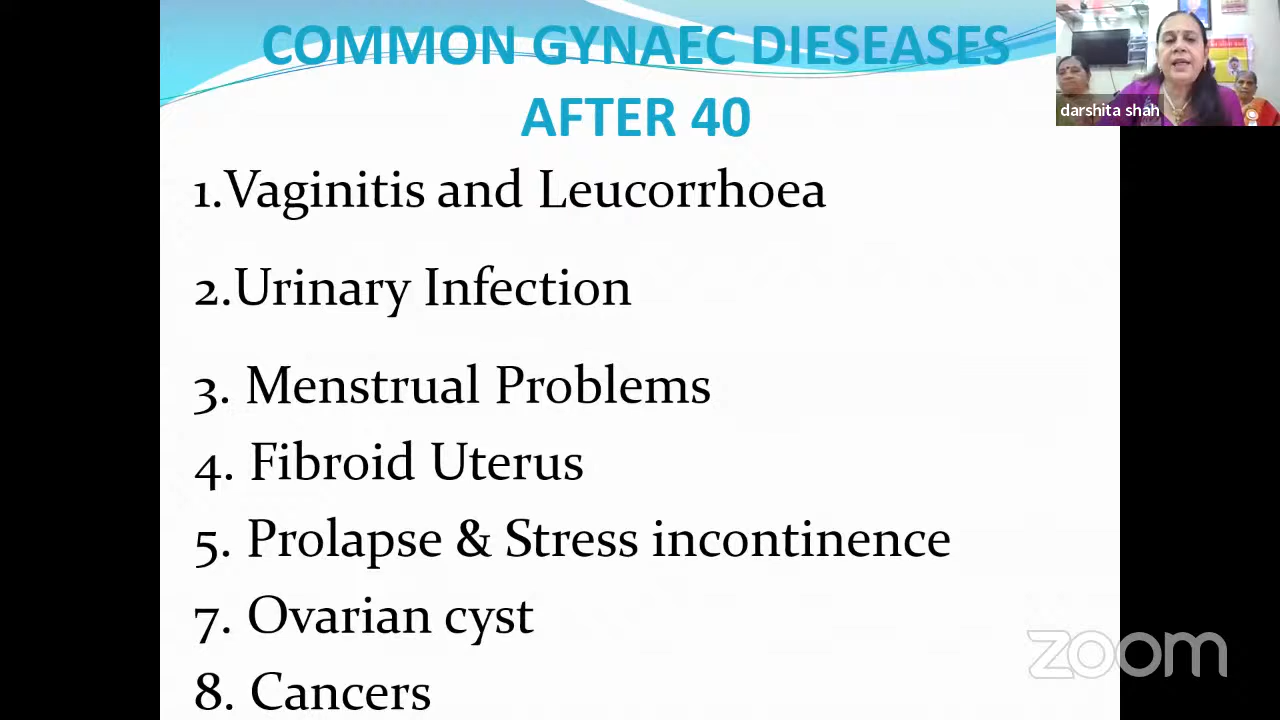 COMMON GYNAEC DIESEASES
AFTER 40
darshita shah
1.Vaginitis and Leucorrhoea
2.Urinary Infection
3. Menstrual Problems
4. Fibroid Uterus
5. Prolapse & Stress incontinence
7. Ovarian cyst
8. Cancers
zoom